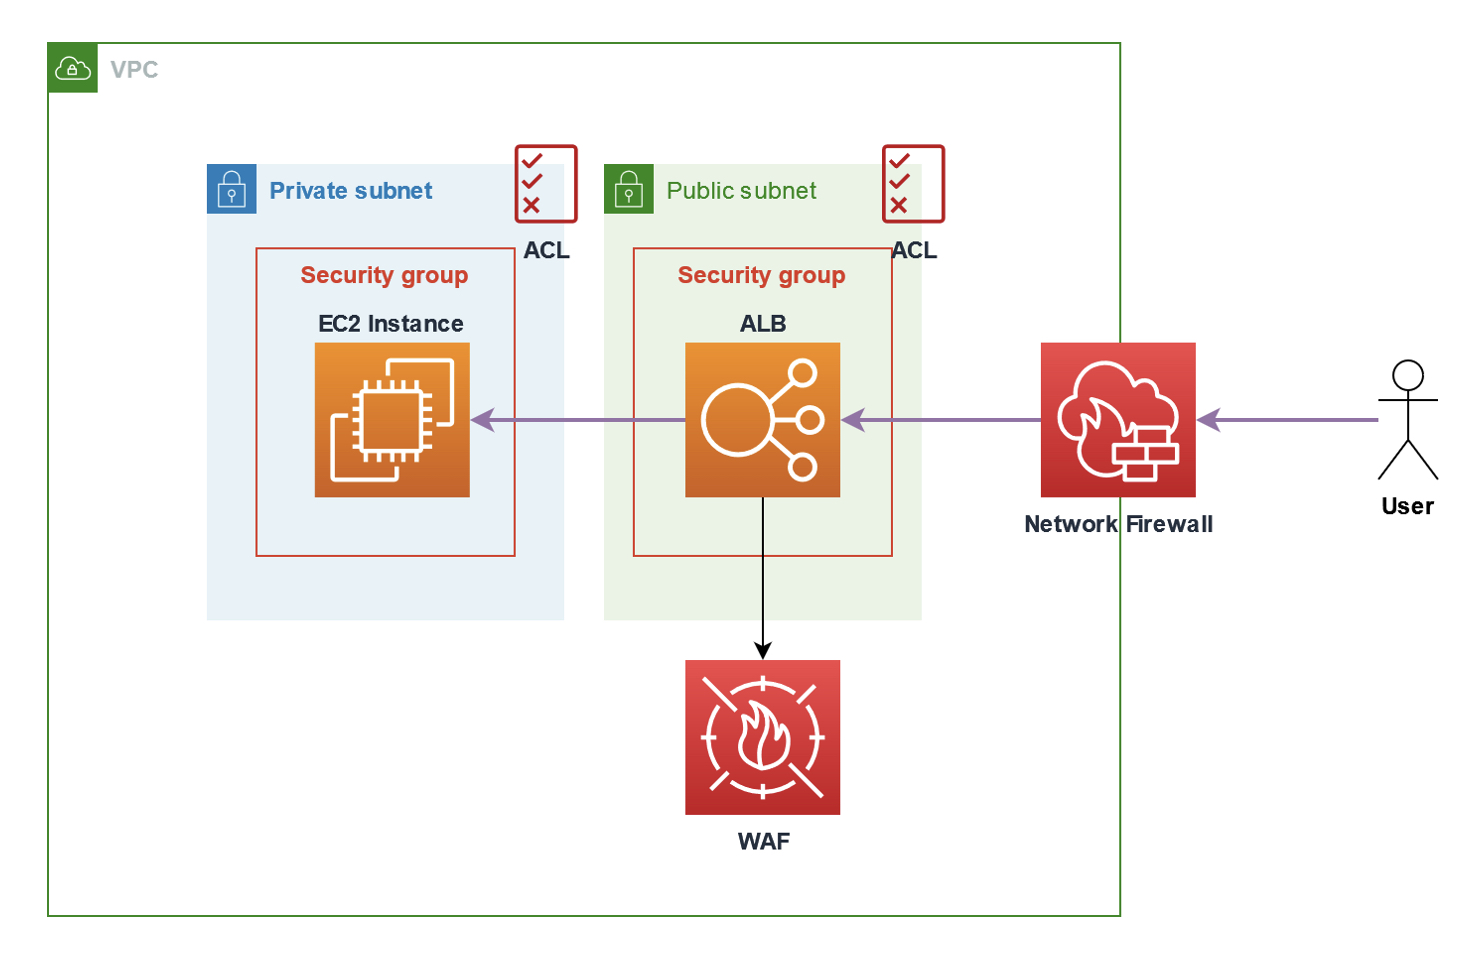 VPC
Private subnet
ACL
Public subnet
ACL
Security group
EC2 Instance
Security group
ALB
Network Firewall
User
WAF